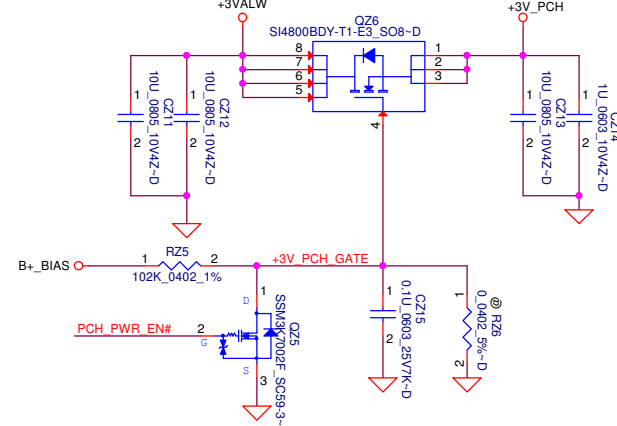 +3VALW
+3V_PCH
QZ6
SI4800BDY-T1-E3_SO8~D
8
7
6
5
1
2
3
4
1
2
10U_0805_10V4Z~D
CZ11
1
2
10U_0805_10V4Z~D
CZ12
1
2
10U_0805_10V4Z~D
CZ13
1
2
1U_0603_10V4Z~D
CZ14
B+_BIAS
1
RZ5
2
102K_0402_1%
+3V_PCH_GATE
PCH_PWR_EN#
2
G
D
1
S
3
QZ5
SSM3K7002F_SC59-3~
1
2
CZ15
0.1U_0603_25V7K~D
1
2
@ RZ6
0_0402_5%~D